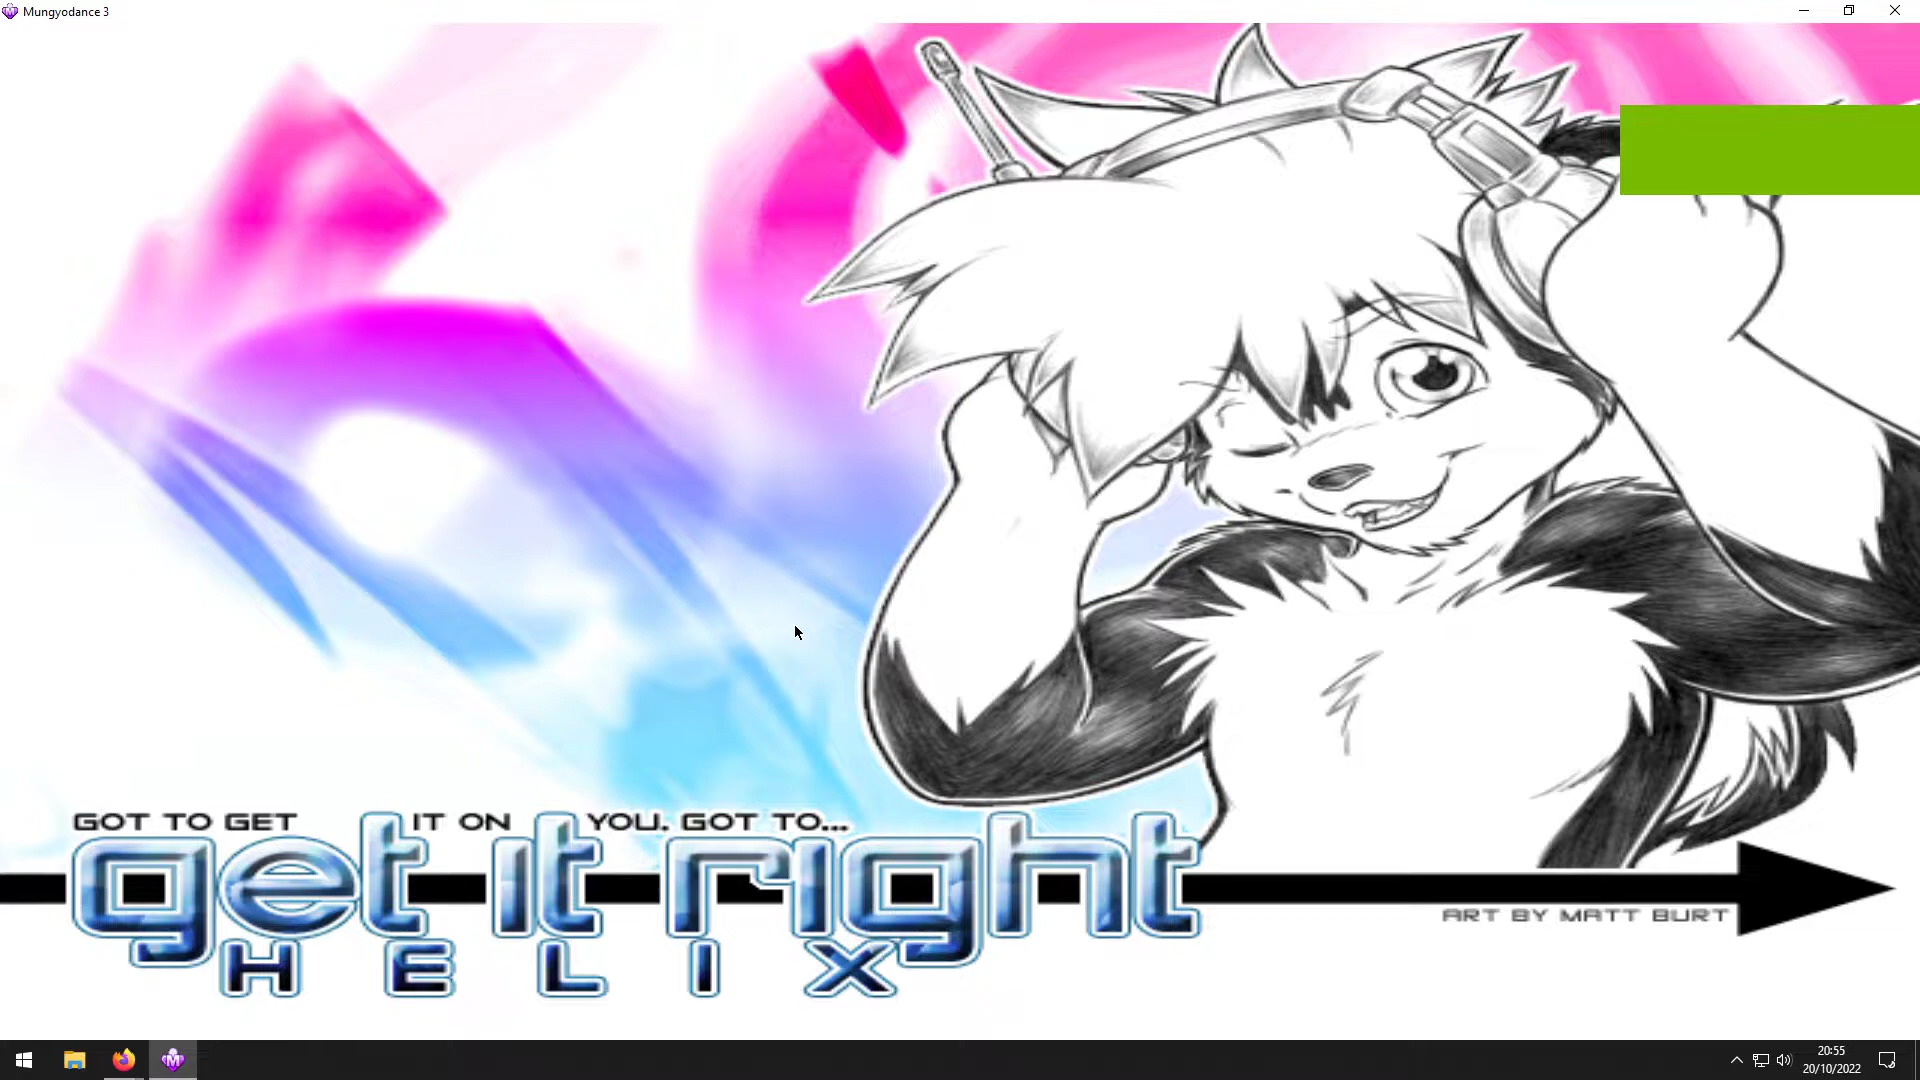 Mungyodance 3
GOT TO GET IT ON YOU. GOT TO...
get it right
HELIX
ART BY MATT BURT
20:55
20/10/2022